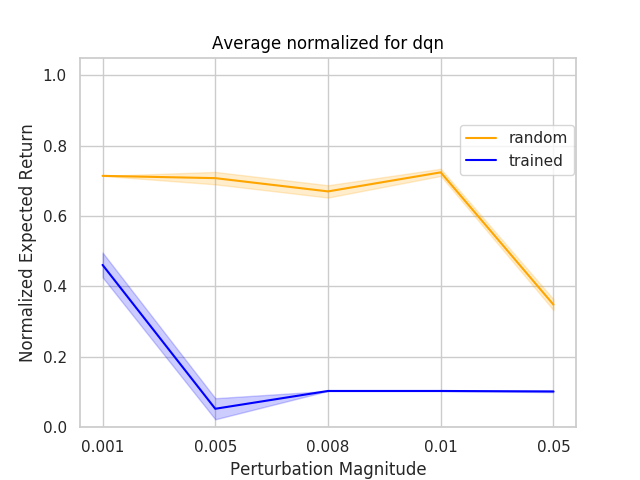 Average normalized for dqn
Normalized Expected Return
1.0
0.8
0.6
0.4
0.2
0.0
random
trained
0.001 0.005 0.008 0.01 0.05
Perturbation Magnitude